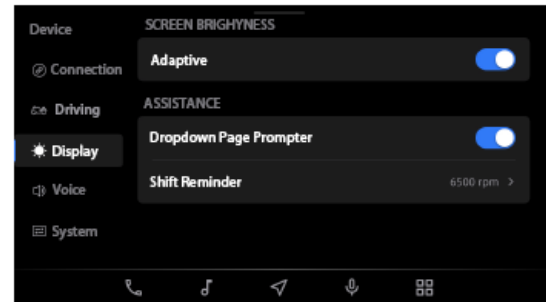 Device
Connection
Driving
Display
Voice
System
SCREEN BRIGHYNESS
Adaptive
ASSISTANCE
Dropdown Page Prompter
Shift Reminder
6500 rpm